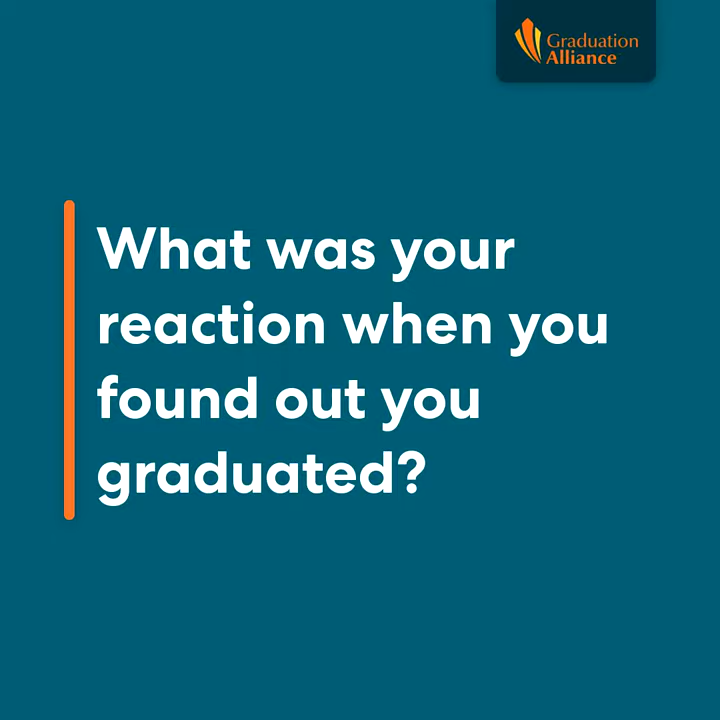 Graduation
Alliance
What was your
reaction when you
found out you
graduated?